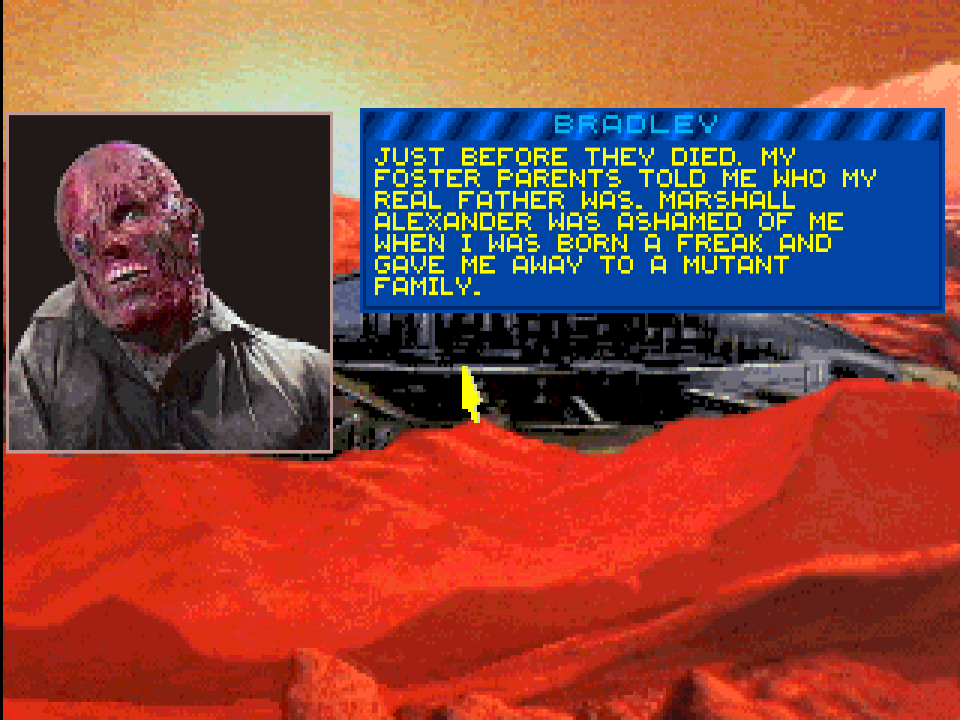 BRADLEY
JUST BEFORE THEY DIED. MY
FOSTER PARENTS TOLD ME WHO MY
REAL FATHER WAS. MARSHALL
ALEXANDER WAS ASHAMED OF ME
WHEN I WAS BORN A FREAK AND
GAVE ME AWAY TO A MUTANT
FAMILY.